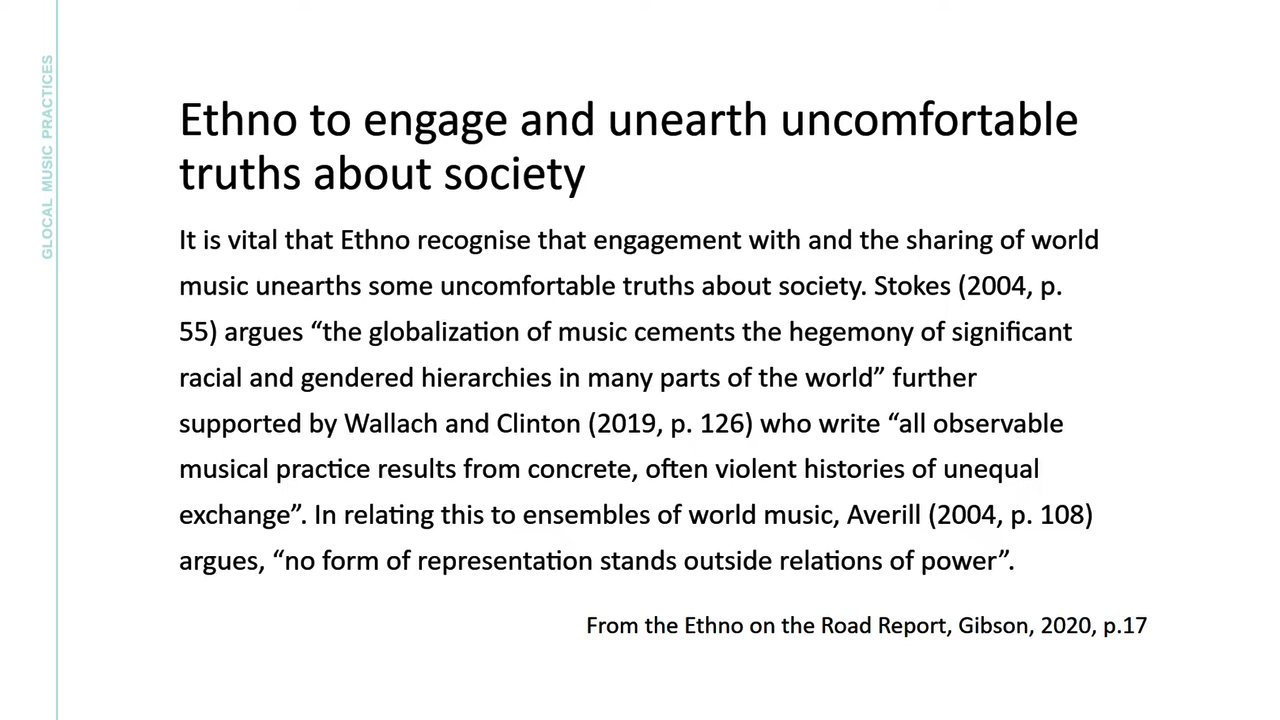 GLOCAL MUSIC PRACTICES
Ethno to engage and unearth uncomfortable
truths about society
It is vital that Ethno recognise that engagement with and the sharing of world
music unearths some uncomfortable truths about society. Stokes (2004, p.
55) argues “the globalization of music cements the hegemony of significant
racial and gendered hierarchies in many parts of the world” further
supported by Wallach and Clinton (2019, p. 126) who write “all observable
musical practice results from concrete, often violent histories of unequal
exchange”. In relating this to ensembles of world music, Averill (2004, p. 108)
argues, “no form of representation stands outside relations of power”.
From the Ethno on the Road Report, Gibson, 2020, p.17